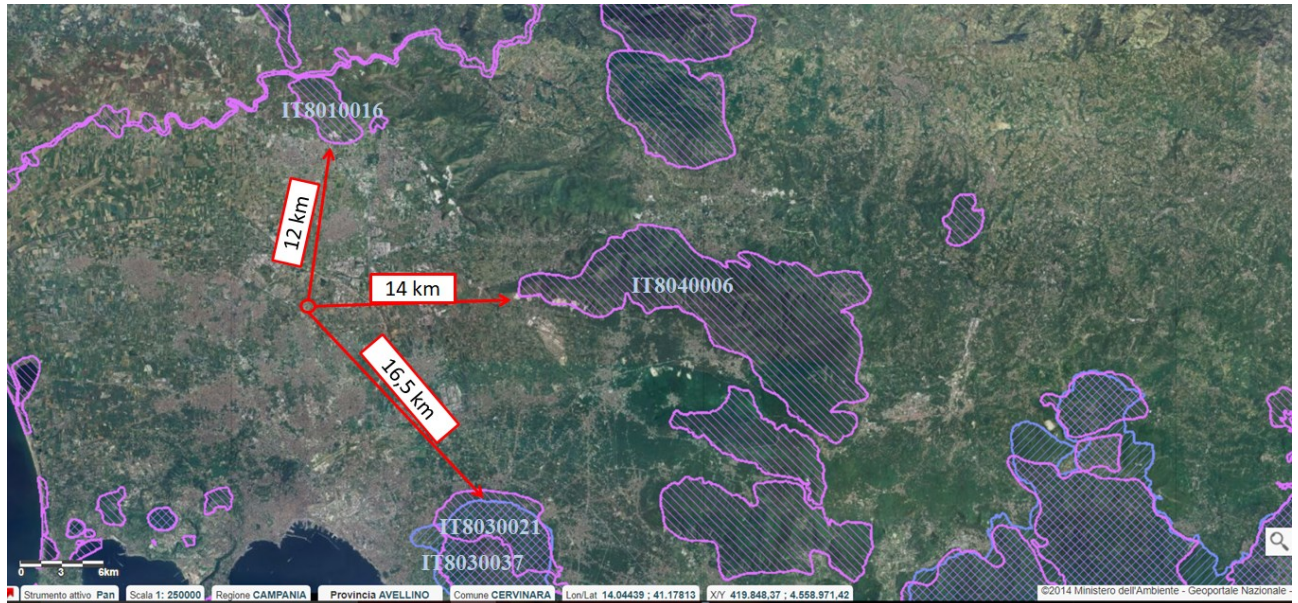 IT8010016
12 km
14 km
IT8040006
16,5 km
IT8030021
IT8030037
0 3 6km
Strumento attivo Pan Scala 1: 250000 Regione CAMPANIA Provincia AVELLINO Comune CERVINARA Lon/Lat 14.04439 ; 41.17813 X/Y 419.848,37 ; 4.558.971,42 ©2014 Ministero dell'Ambiente - Geoportale Nazionale -